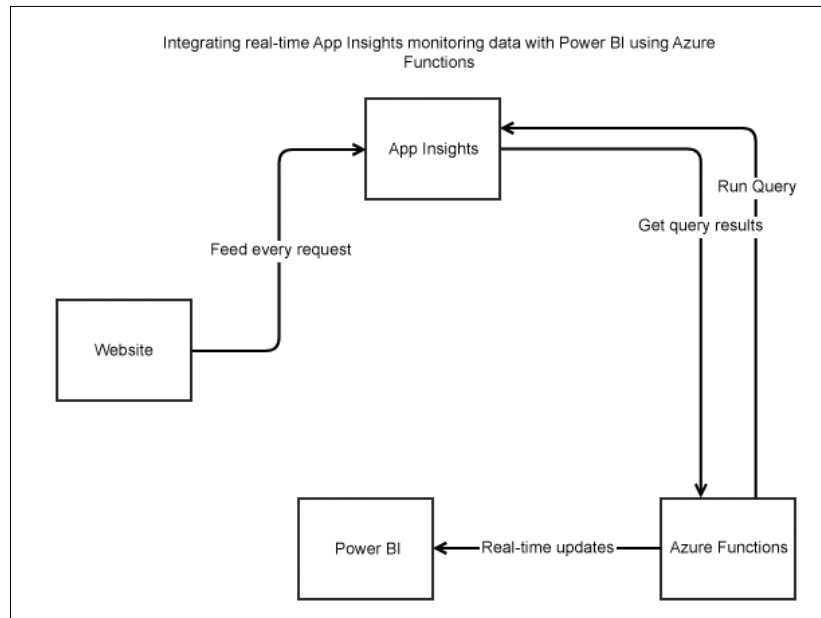 Integrating real-time App Insights monitoring data with Power BI using Azure
Functions
App Insights
Run Query
Get query results
Feed every request
Website
Power BI
Real-time updates
Azure Functions